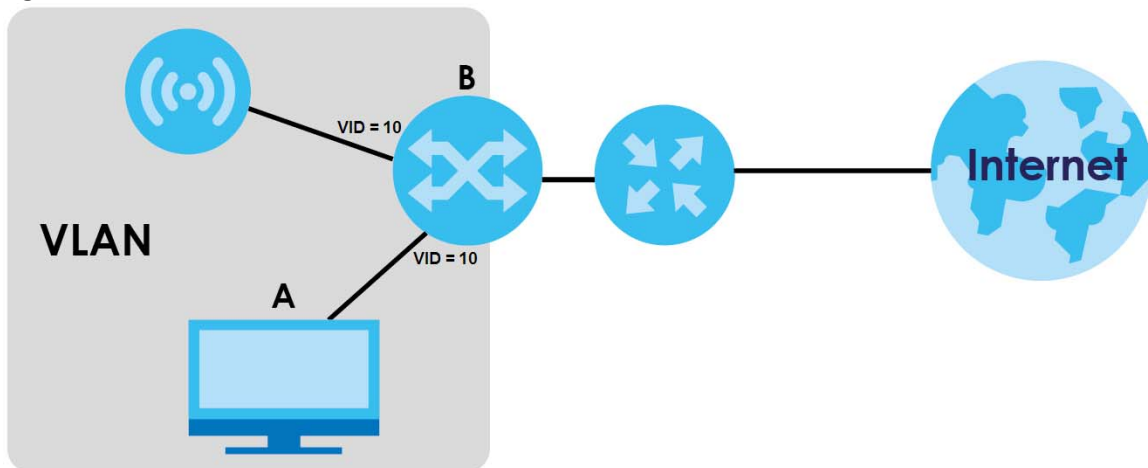 B
VID = 10
Internet
VLAN
VID = 10
A